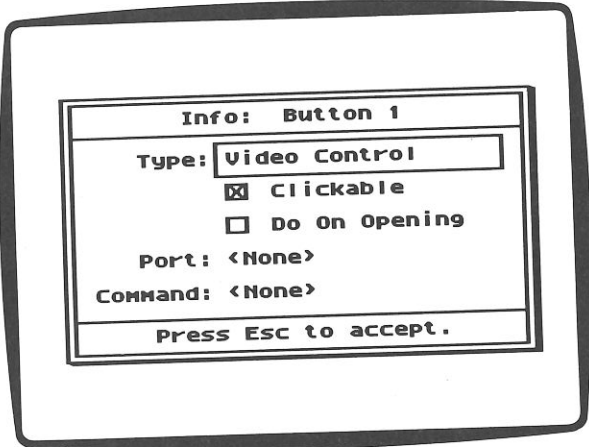 Info: Button 1
Type: Video Control
Clickable
Do On Opening
Port: <None>
Command: <None>
Press Esc to accept.